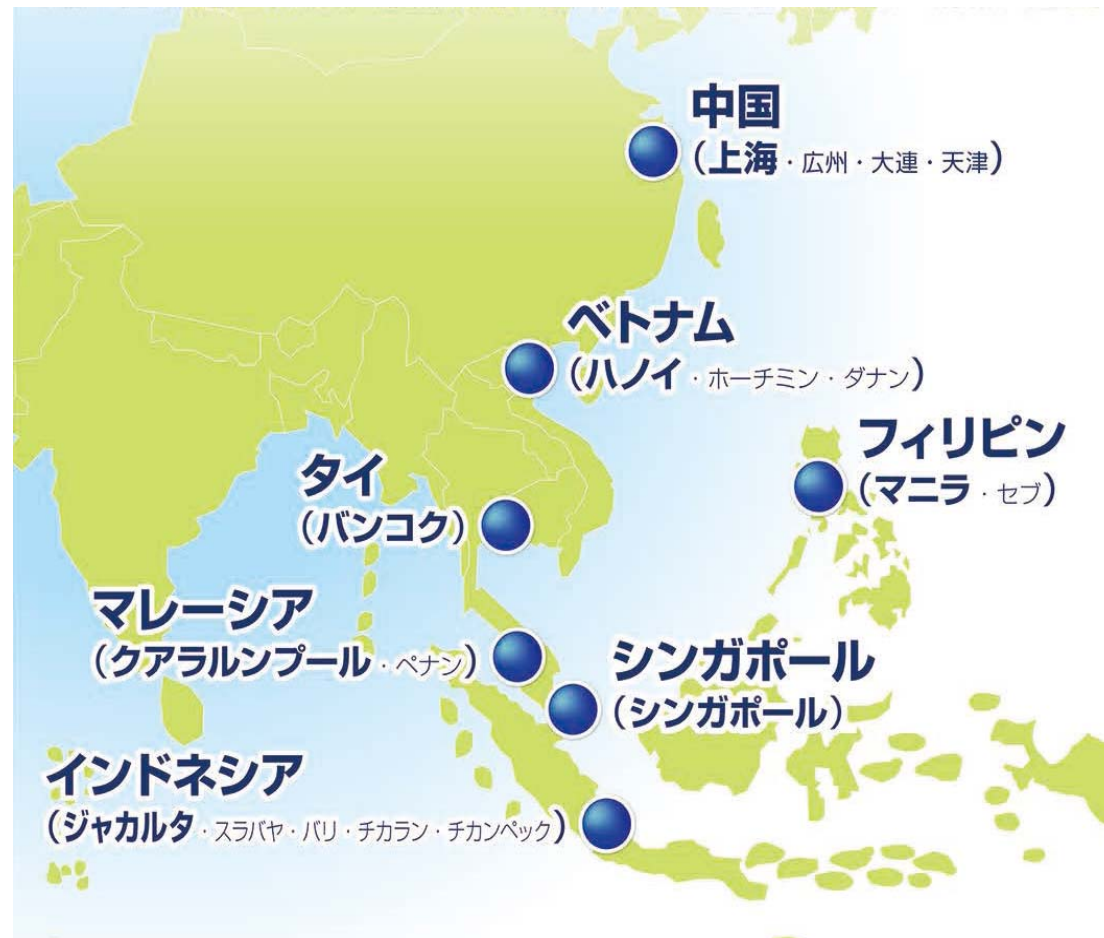 中国
（上海・広州・大連・天津）
ベトナム
（ハノイ・ホーチミン・ダナン）
フィリピン
（マニラ・セブ）
タイ
（バンコク）
マレーシア
（クアラルンプール・ペナン）
シンガポール
（シンガポール）
インドネシア
（ジャカルタ・スラバヤ・バリ・チカラン・チカンペック）